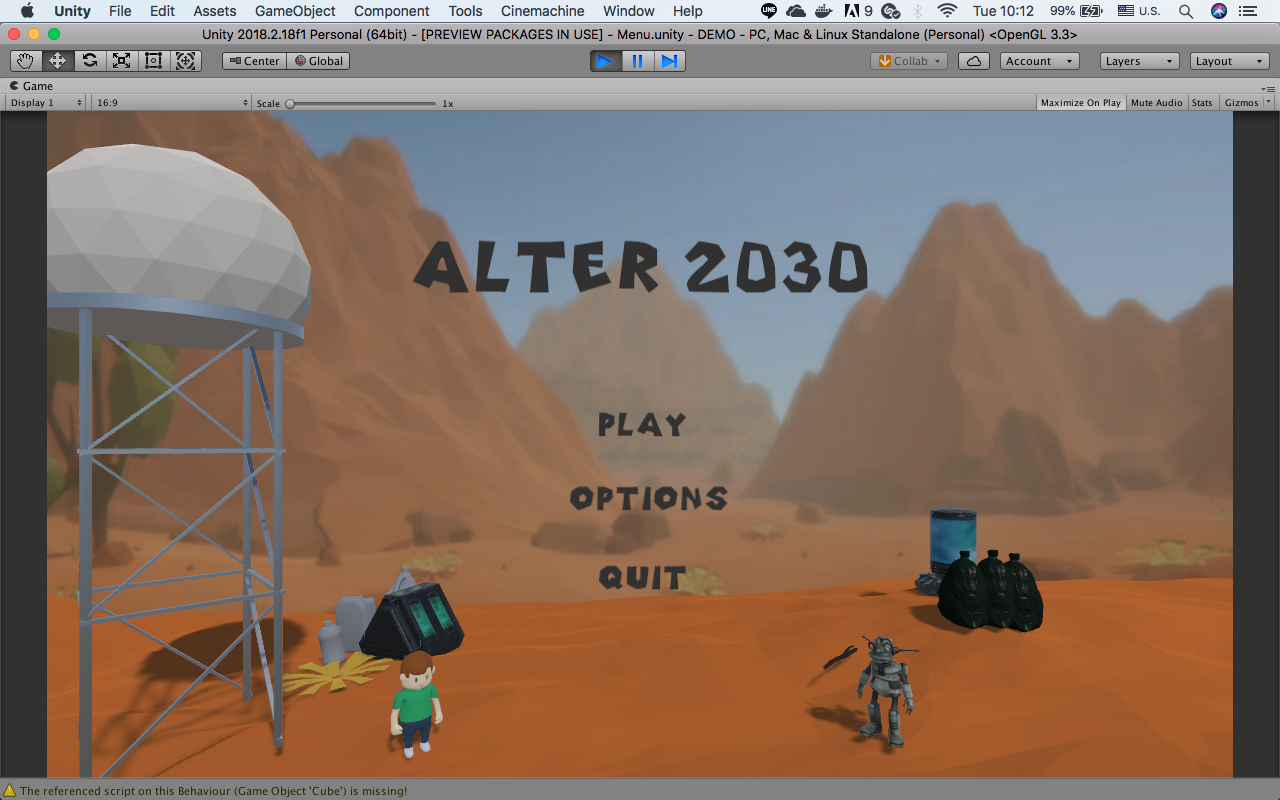 Unity File Edit Assets GameObject Component Tools Cinemachine Window Help LINE 9 Tue 10:12 99% U.S.
Unity 2018.2.18f1 Personal (64bit) - [PREVIEW PACKAGES IN USE] - Menu.unity - DEMO - PC, Mac & Linux Standalone (Personal) <OpenGL 3.3>
Center Global Collab Account Layers Layout
Game
Display 1 16:9 Scale 1x Maximize On Play Mute Audio Stats Gizmos
ALTER 2030
PLAY
OPTIONS
QUIT
The referenced script on this Behaviour (Game Object 'Cube') is missing!